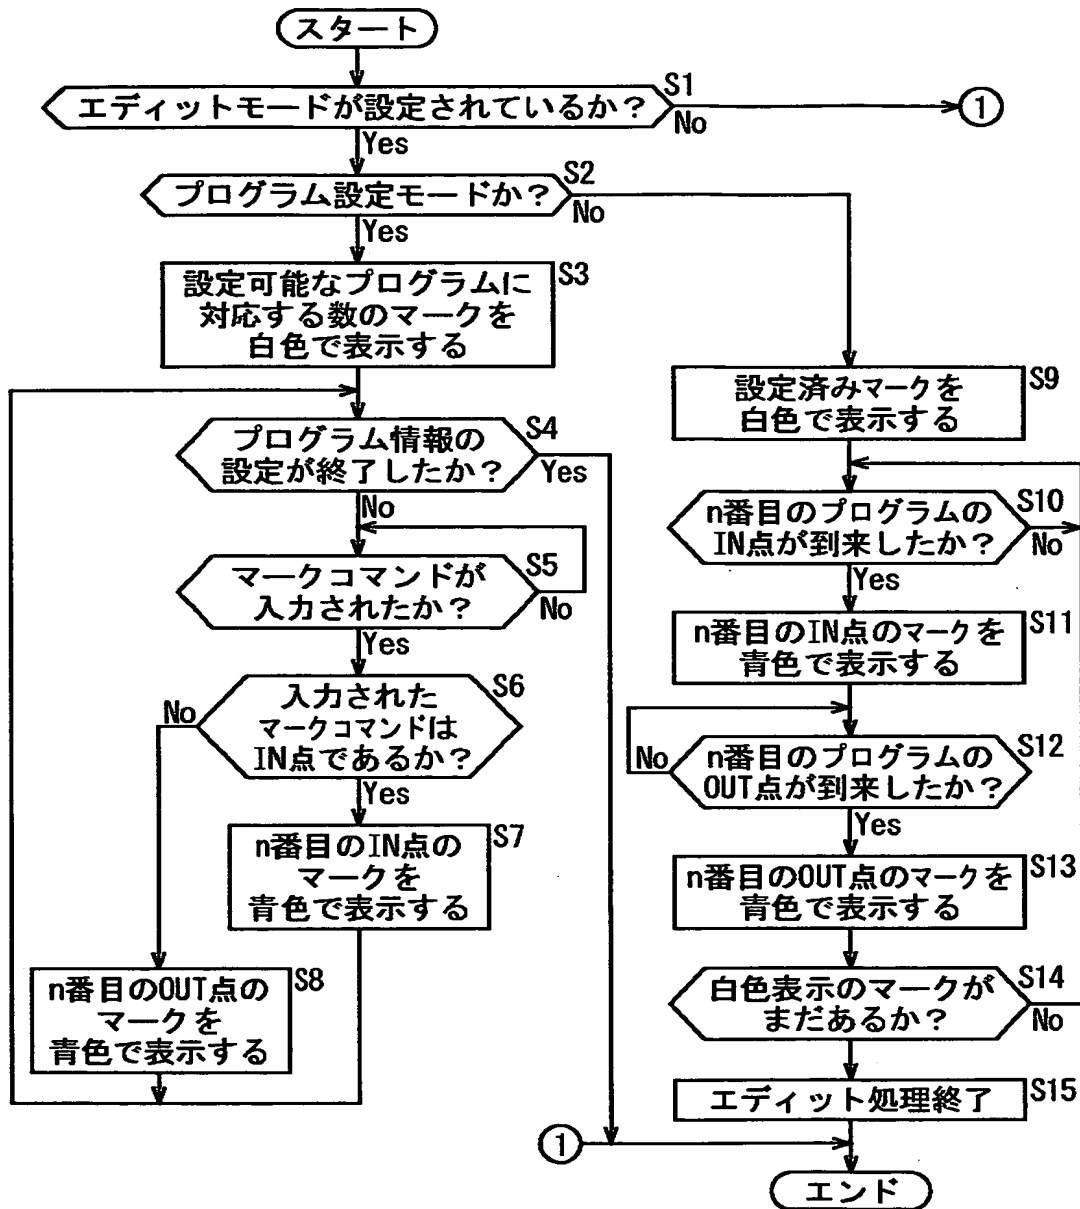 スタート
エディットモードが設定されているか?
S1
No
①
Yes
プログラム設定モードか?
S2
No
Yes
設定可能なプログラムに
対応する数のマークを
白色で表示する
S3
プログラム情報の
設定が終了したか?
S4
Yes
No
マークコマンドが
入力されたか?
S5
No
Yes
入力された
マークコマンドは
IN点であるか?
S6
No
Yes
n番目のIN点の
マークを
青色で表示する
S7
n番目のOUT点の
マークを
青色で表示する
S8
設定済みマークを
白色で表示する
S9
n番目のプログラムの
IN点が到来したか?
S10
No
Yes
n番目のIN点のマークを
青色で表示する
S11
n番目のプログラムの
OUT点が到来したか?
S12
No
Yes
n番目のOUT点のマークを
青色で表示する
S13
白色表示のマークが
まだあるか?
S14
No
エディット処理終了
S15
①
エンド